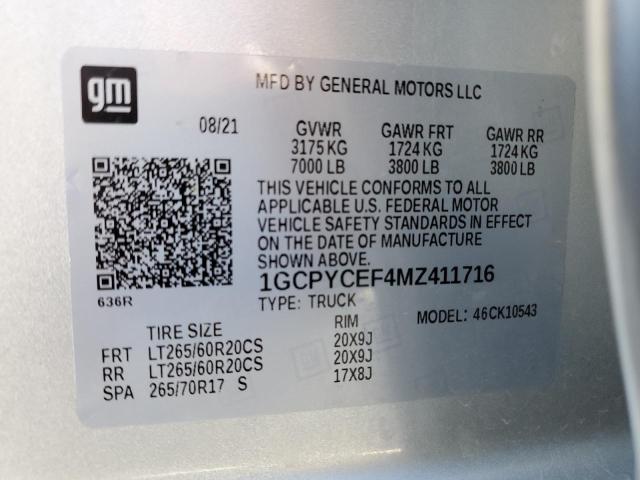 gm
MFD BY GENERAL MOTORS LLC
08/21 GVWR GAWR FRT GAWR RR
3175 KG 1724 KG 1724 KG
7000 LB 3800 LB 3800 LB
THIS VEHICLE CONFORMS TO ALL
APPLICABLE U.S. FEDERAL MOTOR
VEHICLE SAFETY STANDARDS IN EFFECT
ON THE DATE OF MANUFACTURE
SHOWN ABOVE.
1GCPYCEF4MZ411716
636R
TYPE: TRUCK MODEL: 46CK10543
TIRE SIZE RIM
FRT LT265/60R20CS 20X9J
RR LT265/60R20CS 20X9J
SPA 265/70R17 S 17X8J